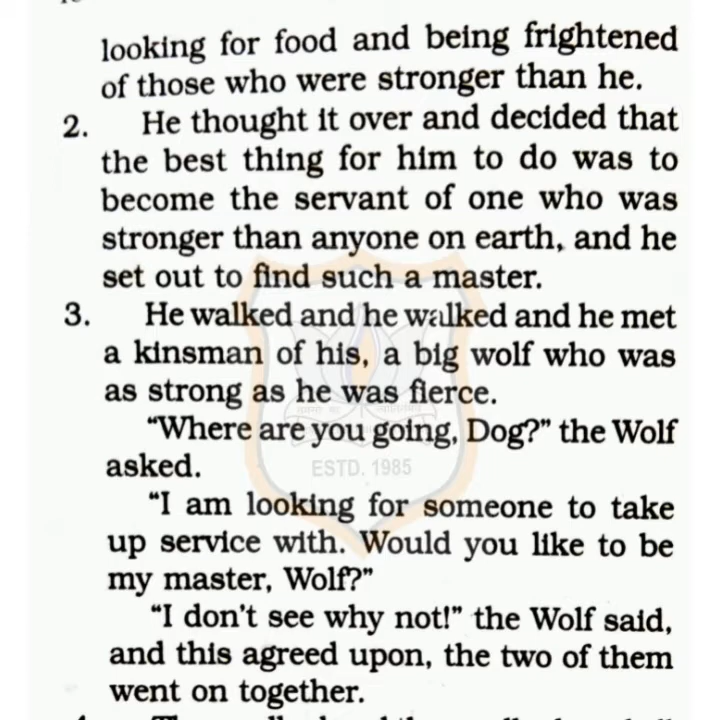 looking for food and being frightened
of those who were stronger than he.
2. He thought it over and decided that
the best thing for him to do was to
become the servant of one who was
stronger than anyone on earth, and he
set out to find such a master.
3. He walked and he walked and he met
a kinsman of his, a big wolf who was
as strong as he was fierce.
“Where are you going, Dog?” the Wolf
asked.
ESTD. 1985
“I am looking for someone to take
up service with. Would you like to be
my master, Wolf?”
“I don't see why not!” the Wolf said,
and this agreed upon, the two of them
went on together.